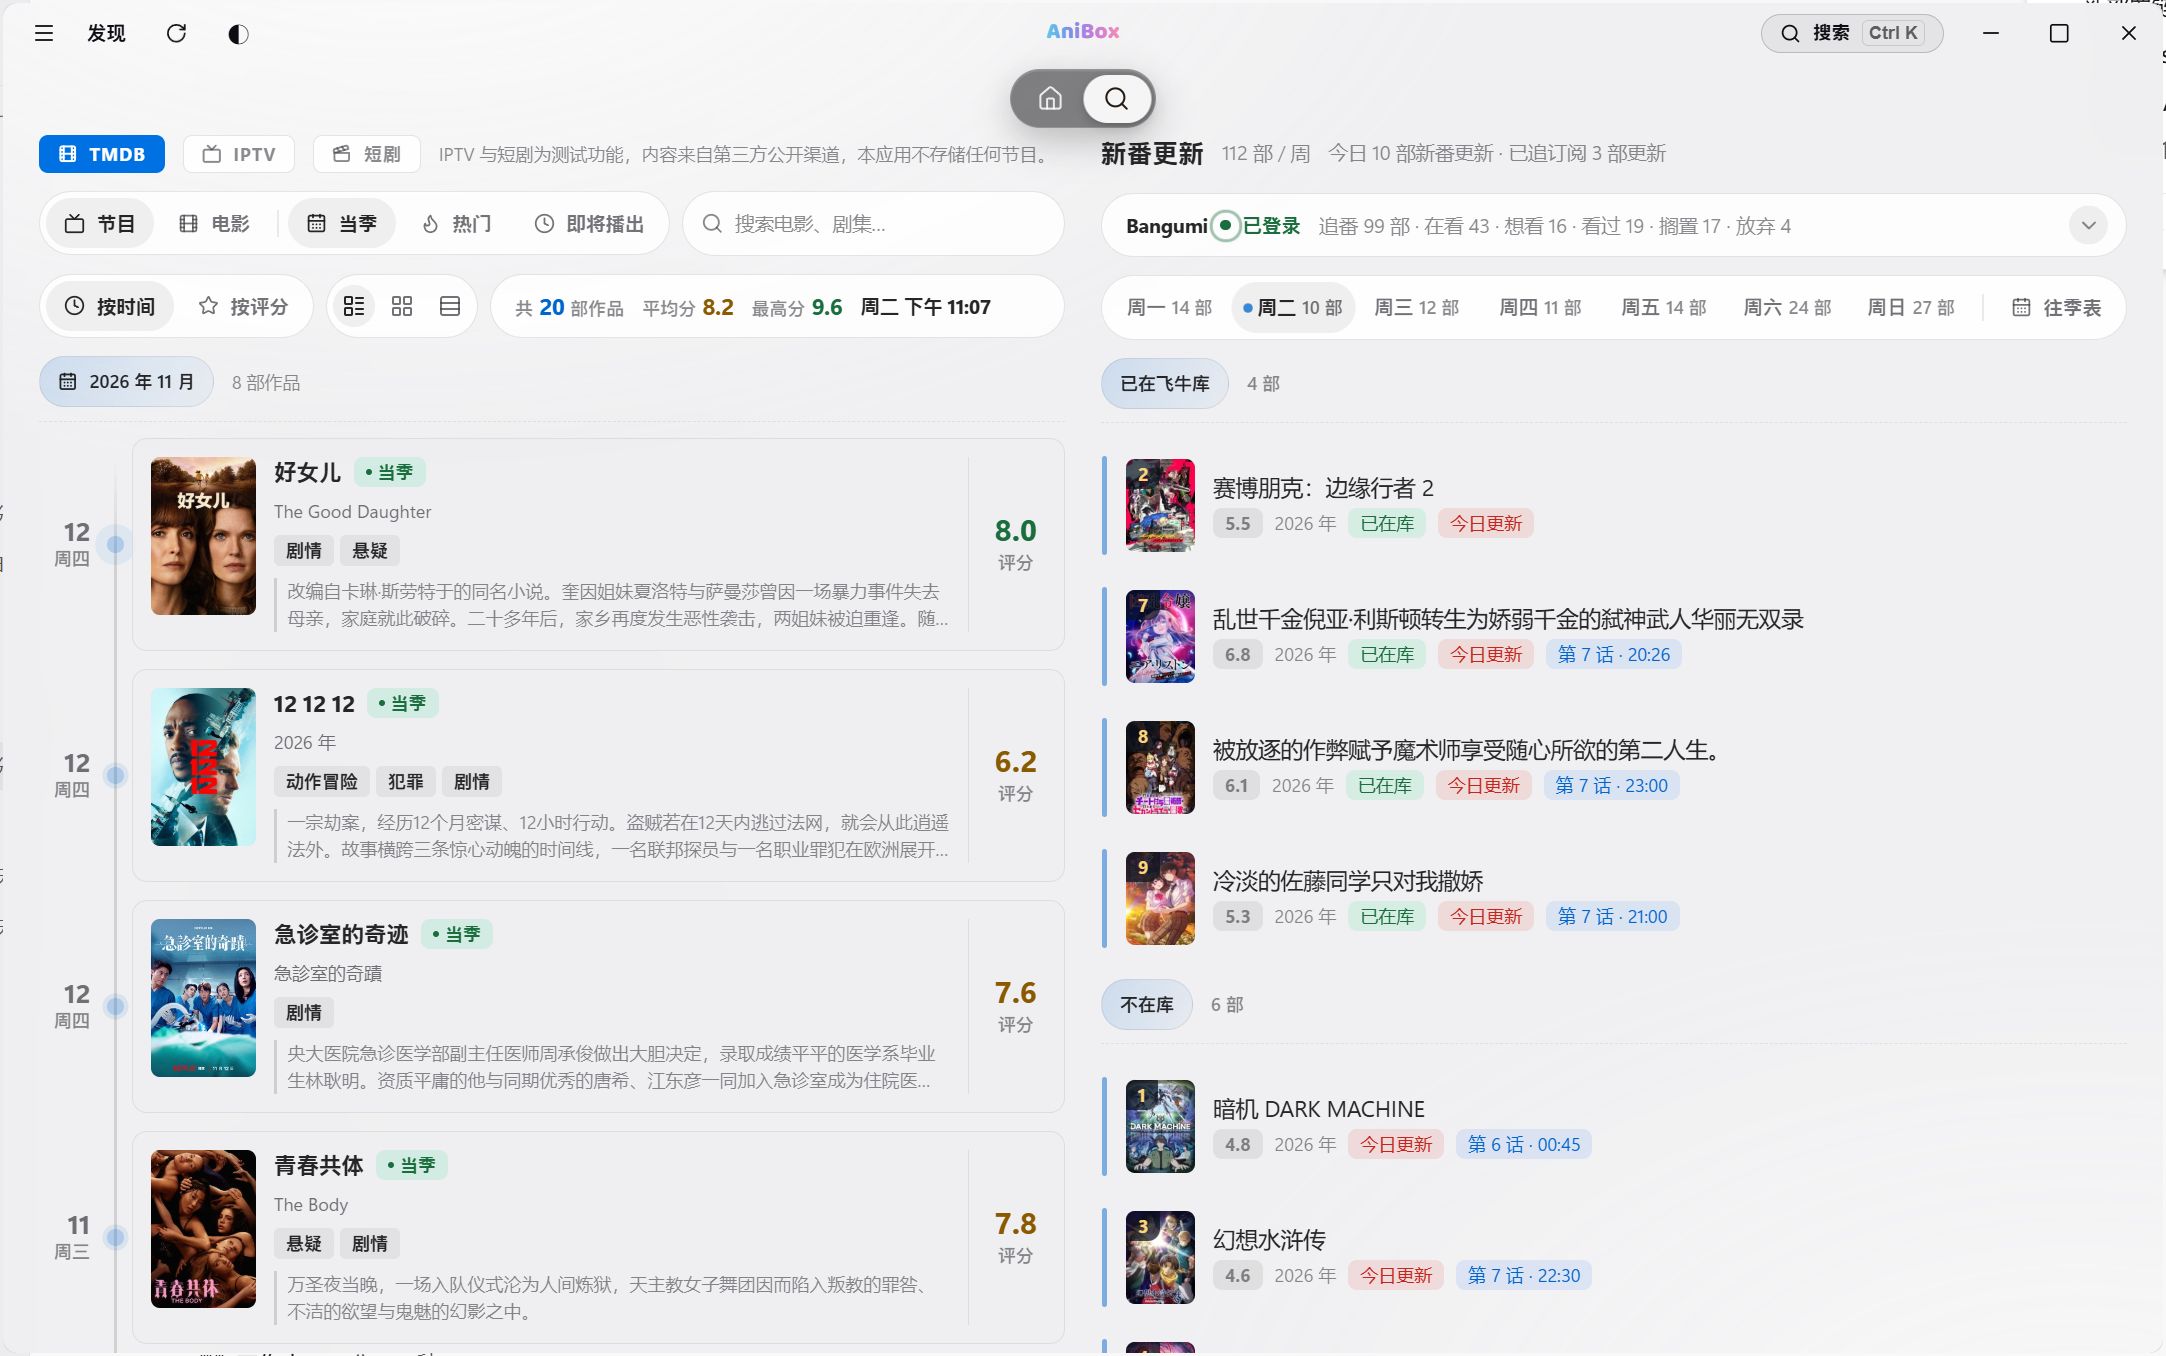 发现
AniBox
搜索 Ctrl K
TMDB
IPTV
短剧
IPTV 与短剧为测试功能，内容来自第三方公开渠道，本应用不存储任何节目。
节目
电影
当季
热门
即将播出
搜索电影、剧集...
按时间
按评分
共 20 部作品 平均分 8.2 最高分 9.6 周二 下午 11:07
2026 年 11 月
8 部作品
12
周四
好女儿
好女儿
• 当季
The Good Daughter
剧情
悬疑
改编自卡琳·斯劳特于的同名小说。奎因姐妹夏洛特与萨曼莎曾因一场暴力事件失去
母亲，家庭就此破碎。二十多年后，家乡再度发生恶性袭击，两姐妹被迫重逢。随...
8.0
评分
12
周四
12
12
12
12 12 12
• 当季
2026 年
动作冒险
犯罪
剧情
一宗劫案，经历12个月密谋、12小时行动。盗贼若在12天内逃过法网，就会从此逍遥
法外。故事横跨三条惊心动魄的时间线，一名联邦探员与一名职业罪犯在欧洲展开...
6.2
评分
12
周四
急診室的奇蹟
急诊室的奇迹
• 当季
急診室的奇蹟
剧情
央大医院急诊医学部副主任医师周承俊做出大胆决定，录取成绩平平的医学系毕业
生林耿明。资质平庸的他与同期优秀的唐希、江东彦一同加入急诊室成为住院医...
7.6
评分
11
周三
青春共体
THE BODY
青春共体
• 当季
The Body
悬疑
剧情
万圣夜当晚，一场入队仪式沦为人间炼狱，天主教女子舞团因而陷入叛教的罪咎、
不洁的欲望与鬼魅的幻影之中。
7.8
评分
新番更新 112 部 / 周 今日 10 部新番更新 · 已追订阅 3 部更新
Bangumi 已登录 追番 99 部 · 在看 43 · 想看 16 · 看过 19 · 搁置 17 · 放弃 4
周一 14 部
周二 10 部
周三 12 部
周四 11 部
周五 14 部
周六 24 部
周日 27 部
往季表
已在飞牛库
4 部
2
赛博朋克：边缘行者 2
5.5 2026 年 已在库 今日更新
7
乱世千金倪亚·利斯顿转生为娇弱千金的弑神武人华丽无双录
6.8 2026 年 已在库 今日更新 第 7 话 · 20:26
8
被放逐的作弊赋予魔术师享受随心所欲的第二人生。
6.1 2026 年 已在库 今日更新 第 7 话 · 23:00
9
冷淡的佐藤同学只对我撒娇
5.3 2026 年 已在库 今日更新 第 7 话 · 21:00
不在库
6 部
1
DARK MACHINE
暗机 DARK MACHINE
4.8 2026 年 今日更新 第 6 话 · 00:45
3
幻想水浒传
4.6 2026 年 今日更新 第 7 话 · 22:30